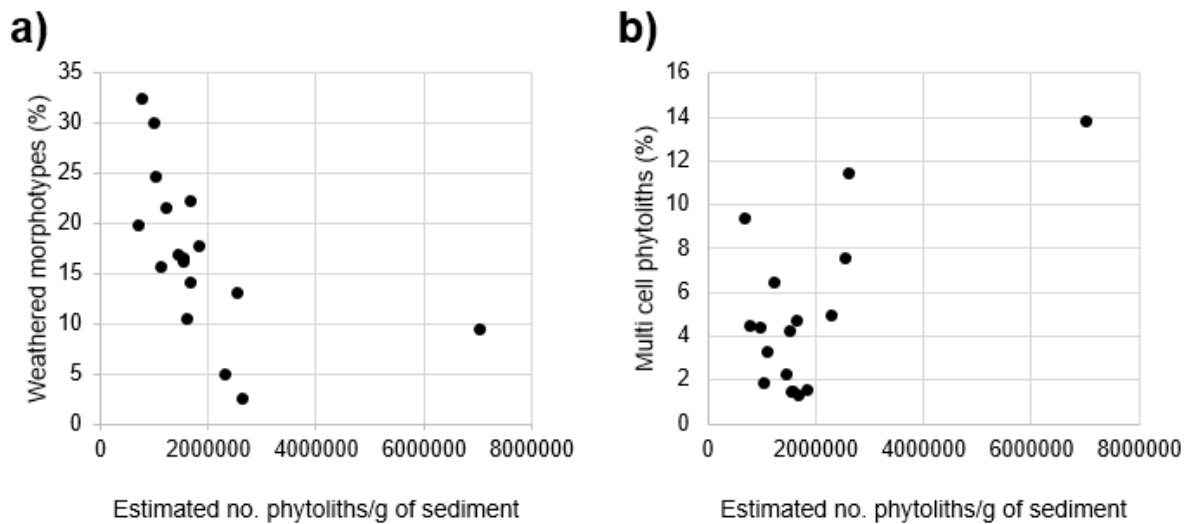 a)
35
30
25
20
15
10
5
0
Weathered morphotypes (%)
0 2000000 4000000 6000000 8000000
Estimated no. phytoliths/g of sediment
b)
16
14
12
10
8
6
4
2
0
Multi cell phytoliths (%)
0 2000000 4000000 6000000 8000000
Estimated no. phytoliths/g of sediment